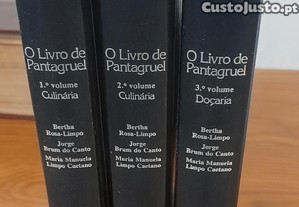 CustoJusto.pt
O Livro de
Pantagruel
1.º volume
Culinária
Bertha
Rosa-Limpo
Jorge
Brum do Canto
Maria Manuela
Limpo Caetano
O Livro de
Pantagruel
2.º volume
Culinária
Bertha
Rosa-Limpo
Jorge
Brum do Canto
Maria Manuela
Limpo Caetano
O Livro de
Pantagruel
3.º volume
Doçaria
Bertha
Rosa-Limpo
Jorge
Brum do Canto
Maria Manuela
Limpo Caetano